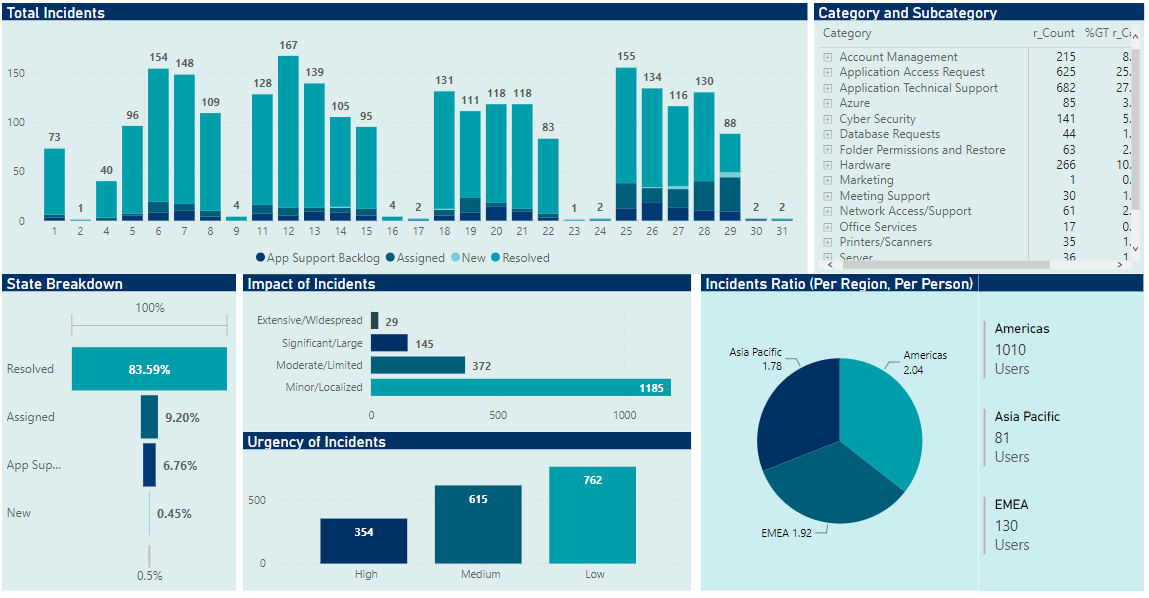 Total Incidents
150
100
50
0
73
1
40
96
154
148
109
4
128
167
139
105
95
4
2
131
111
118
118
83
1
2
155
134
116
130
88
2
2
1 2 4 5 6 7 8 9 11 12 13 14 15 16 17 18 19 20 21 22 23 24 25 26 27 28 29 30 31
App Support Backlog Assigned New Resolved
Category and Subcategory
Category r_Count %GT r_Cc
Account Management 215 8.
Application Access Request 625 25.
Application Technical Support 682 27.
Azure 85 3.
Cyber Security 141 5.
Database Requests 44 1.
Folder Permissions and Restore 63 2.
Hardware 266 10.
Marketing 1 0.
Meeting Support 30 1.
Network Access/Support 61 2.
Office Services 17 0.
Printers/Scanners 35 1.
Server 36 1.
State Breakdown
100%
Resolved 83.59%
Assigned 9.20%
App Sup... 6.76%
New 0.45%
0.5%
Impact of Incidents
Extensive/Widespread 29
Significant/Large 145
Moderate/Limited 372
Minor/Localized 1185
0 500 1000
Urgency of Incidents
500
0
354
615
762
High Medium Low
Incidents Ratio (Per Region, Per Person)
Asia Pacific
1.78
Americas
2.04
EMEA 1.92
Americas
1010
Users
Asia Pacific
81
Users
EMEA
130
Users